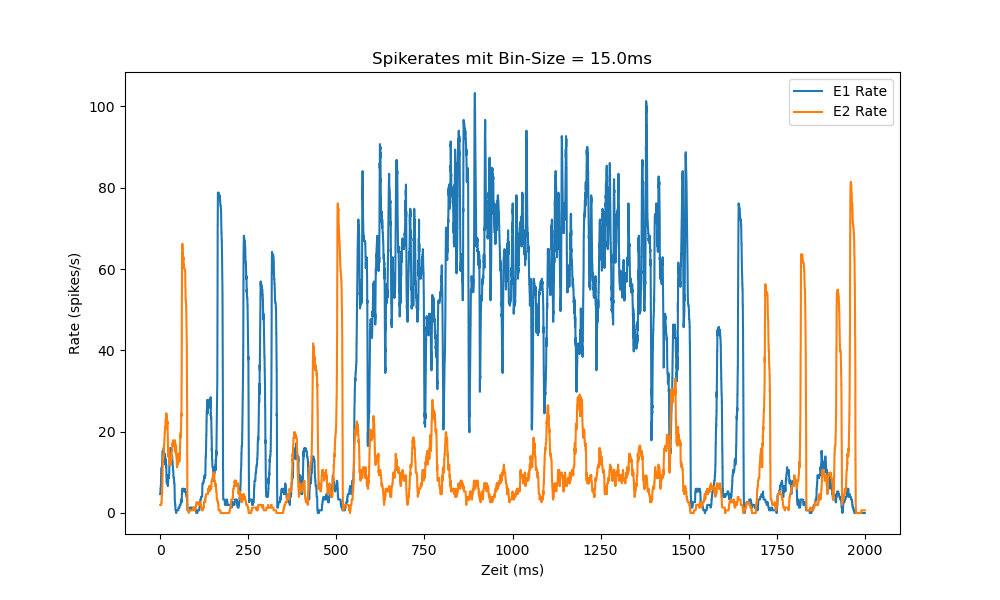 Spikerates mit Bin-Size = 15.0ms
E1 Rate
E2 Rate
Rate (spikes/s)
100
80
60
40
20
0
0 250 500 750 1000 1250 1500 1750 2000
Zeit (ms)